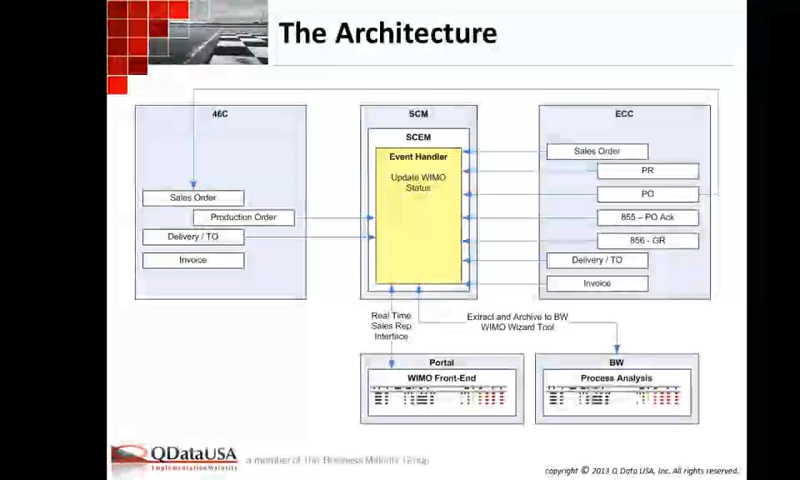 The Architecture
46C
SCM
ECC
SCEM
Event Handler
Update WIMO
Status
Sales Order
Production Order
Delivery / TO
Invoice
Sales Order
PR
PO
855 – PO Ack
856 - GR
Delivery / TO
Invoice
Real Time
Sales Rep
Interface
Extract and Archive to BW
WIMO Wizard Tool
Portal
WIMO Front-End
BW
Process Analysis
QDataUSA
Implementation Maturity
a member of The Business Maturity Group
copyright © 2013 Q Data USA, Inc. All rights reserved.